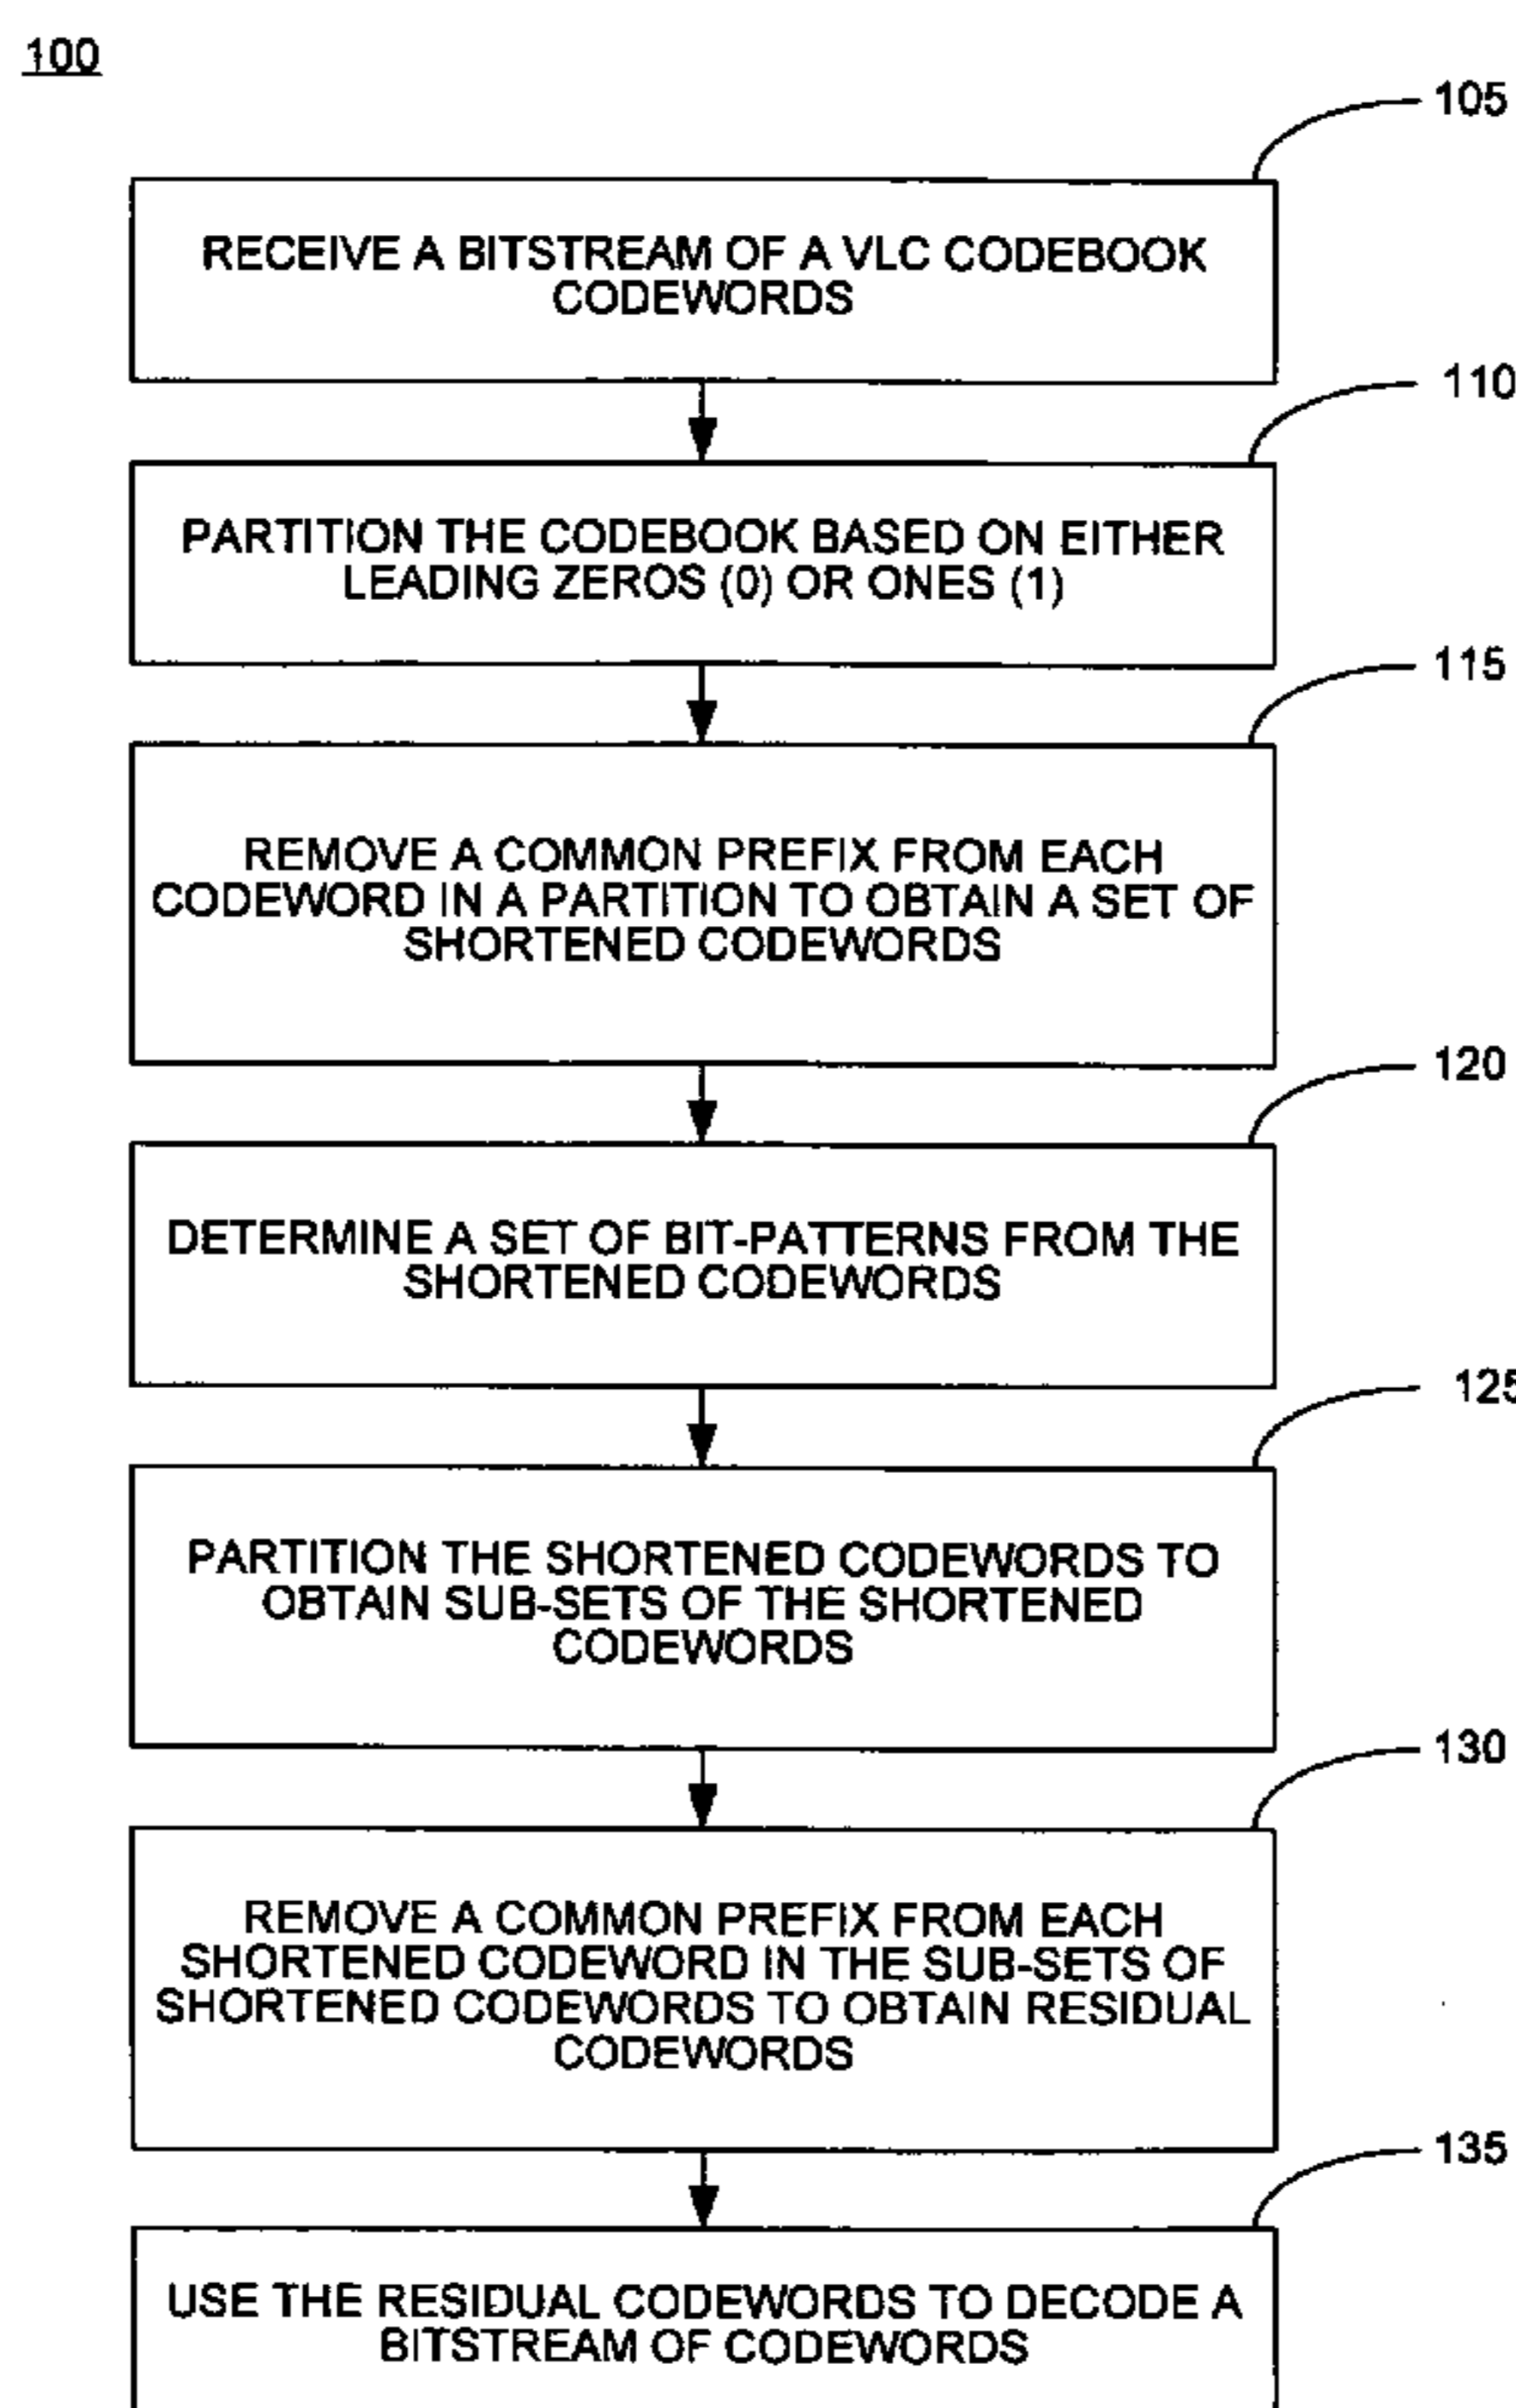 100
105
RECEIVE A BITSTREAM OF A VLC CODEBOOK
CODEWORDS
110
PARTITION THE CODEBOOK BASED ON EITHER
LEADING ZEROS (0) OR ONES (1)
115
REMOVE A COMMON PREFIX FROM EACH
CODEWORD IN A PARTITION TO OBTAIN A SET OF
SHORTENED CODEWORDS
120
DETERMINE A SET OF BIT-PATTERNS FROM THE
SHORTENED CODEWORDS
125
PARTITION THE SHORTENED CODEWORDS TO
OBTAIN SUB-SETS OF THE SHORTENED
CODEWORDS
130
REMOVE A COMMON PREFIX FROM EACH
SHORTENED CODEWORD IN THE SUB-SETS OF
SHORTENED CODEWORDS TO OBTAIN RESIDUAL
CODEWORDS
135
USE THE RESIDUAL CODEWORDS TO DECODE A
BITSTREAM OF CODEWORDS